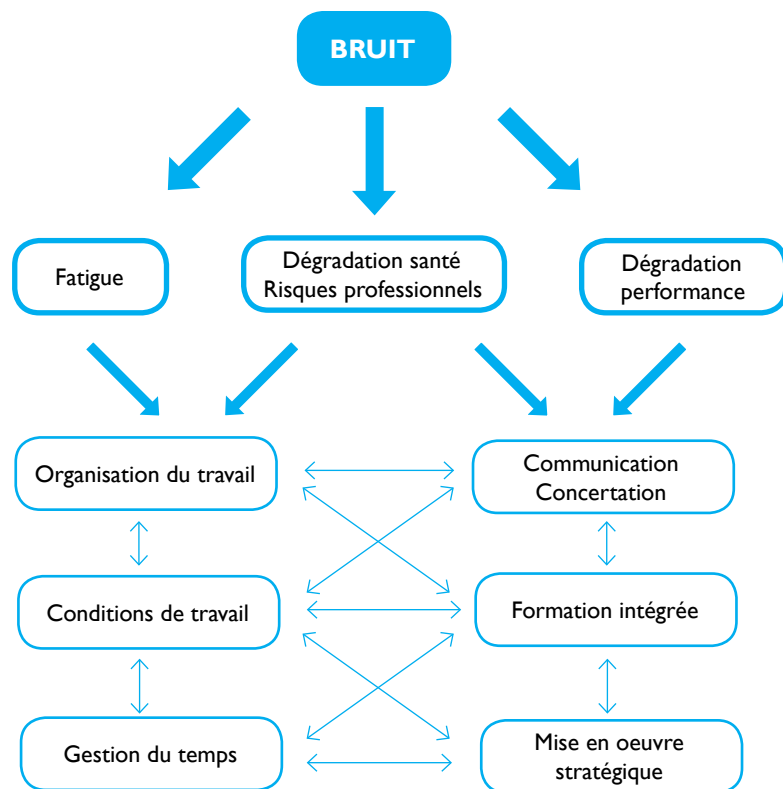 BRUIT
Fatigue
Dégradation santé
Risques professionnels
Dégradation
performance
Organisation du travail
Communication
Concertation
Conditions de travail
Formation intégrée
Gestion du temps
Mise en oeuvre
stratégique